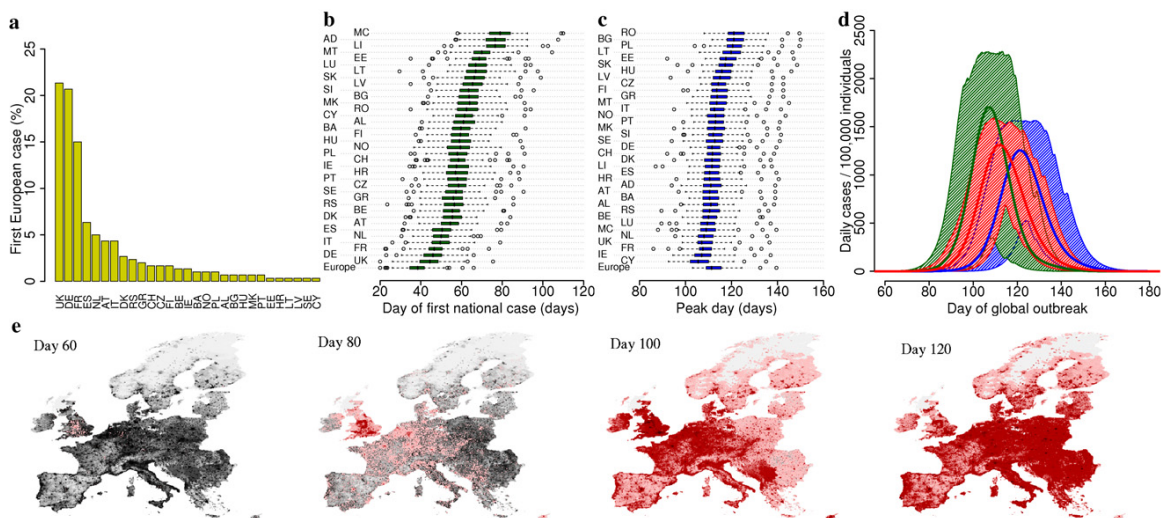 a
First European case (%)
25
20
15
10
5
0
UK DE FR ES NL AT IT DK RS GR CH CZ FI BE IE BA NO PL AL BG HU MK PT EE HR LT LV SE CY
b
MC
AD
LI
MT
EE
LU
LT
SK
LV
SI
BG
MK
RO
CY
AL
BA
FI
HU
NO
PL
CH
IE
HR
PT
CZ
SE
GR
RS
BE
DK
AT
ES
NL
IT
FR
DE
UK
Europe
20 40 60 80 100 120
Day of first national case (days)
c
RO
BG
PL
LT
EE
SK
HU
LV
CZ
FI
GR
MT
IT
NO
PT
MK
SI
SE
DE
CH
DK
LI
ES
HR
AD
AT
BA
AL
RS
BE
LU
MC
NL
UK
FR
IE
CY
Europe
80 100 120 140 160
Peak day (days)
d
Daily cases / 100,0000 individuals
2500
2000
1500
1000
500
0
60 80 100 120 140 160 180
Day of global outbreak
e
Day 60
Day 80
Day 100
Day 120